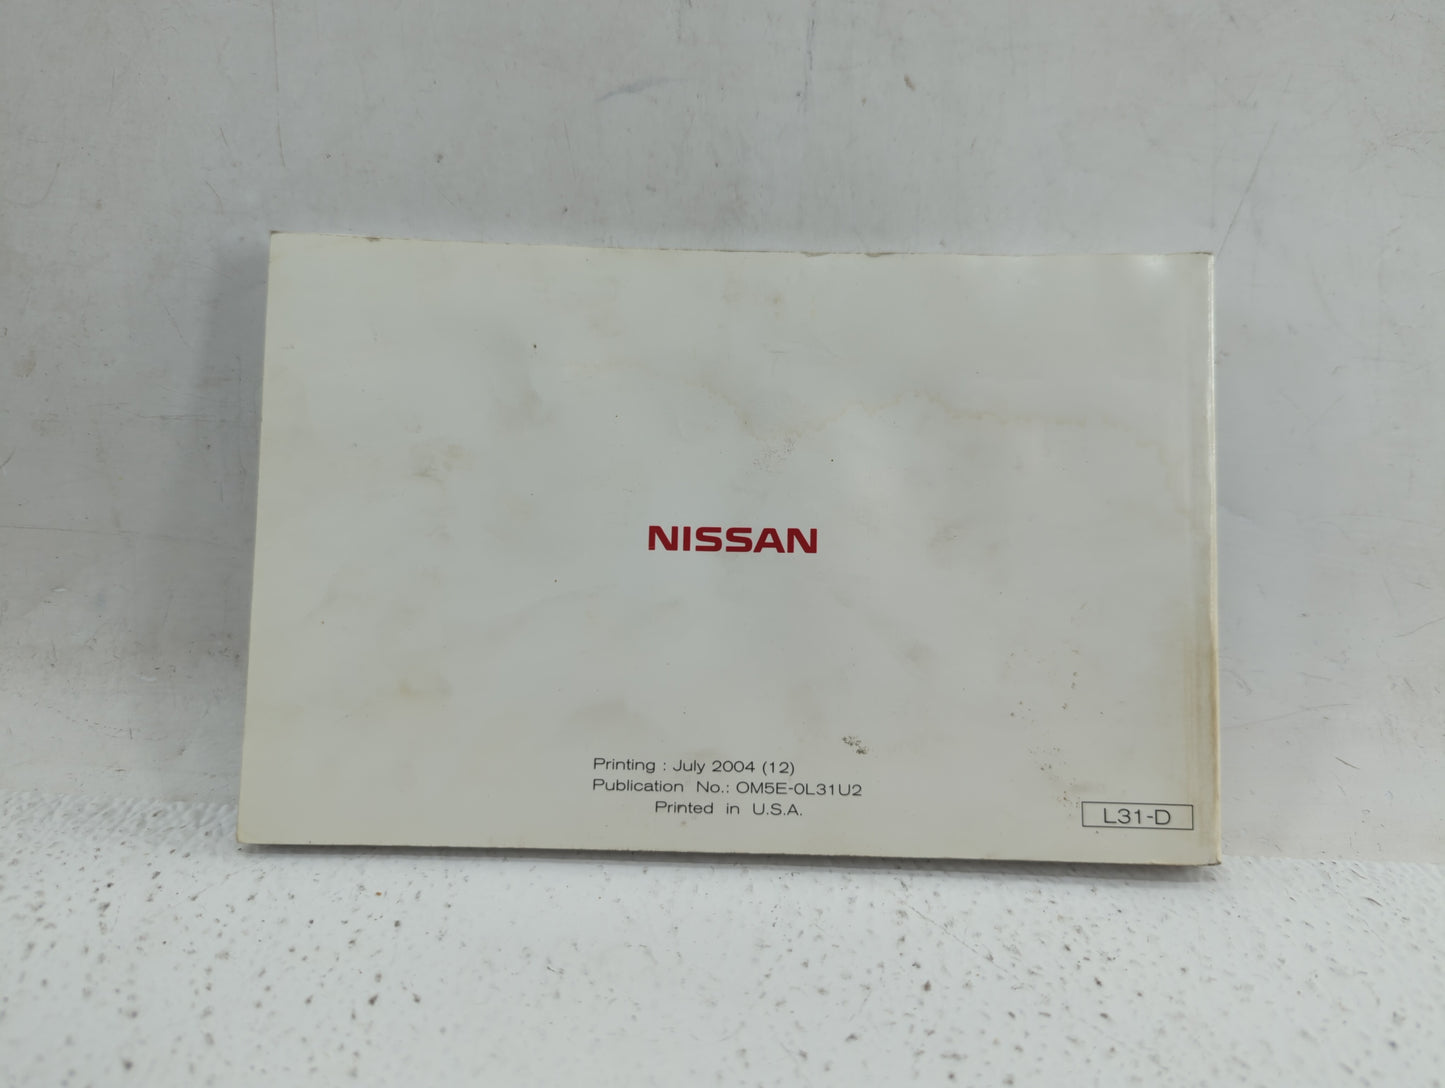 NISSAN
Printing : July 2004 (12)
Publication No.: OM5E-0L31U2
Printed in U.S.A.
L31-D